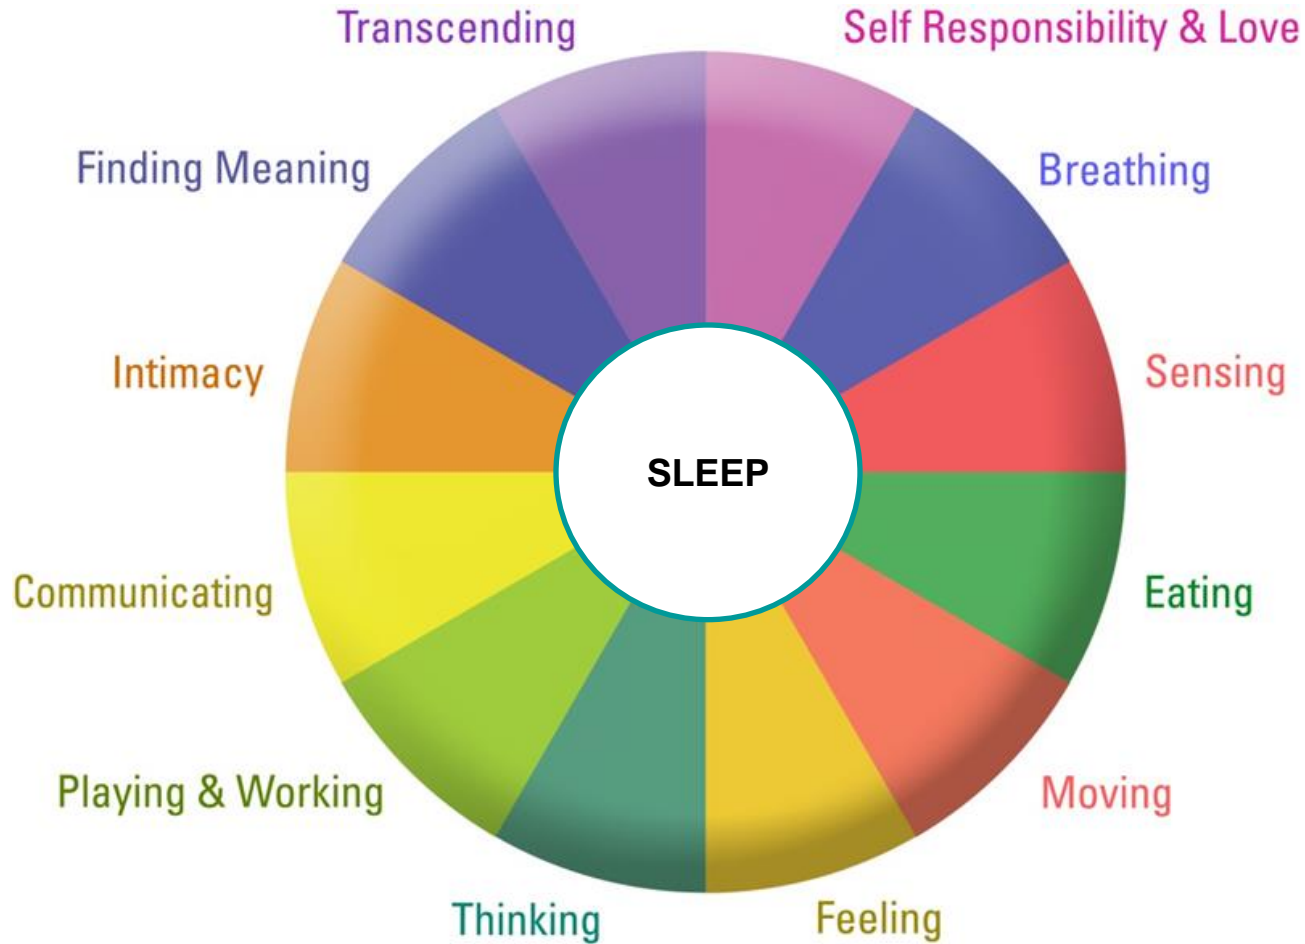 Transcending
Self Responsibility & Love
Finding Meaning
Breathing
Intimacy
Sensing
SLEEP
Communicating
Eating
Playing & Working
Moving
Thinking
Feeling